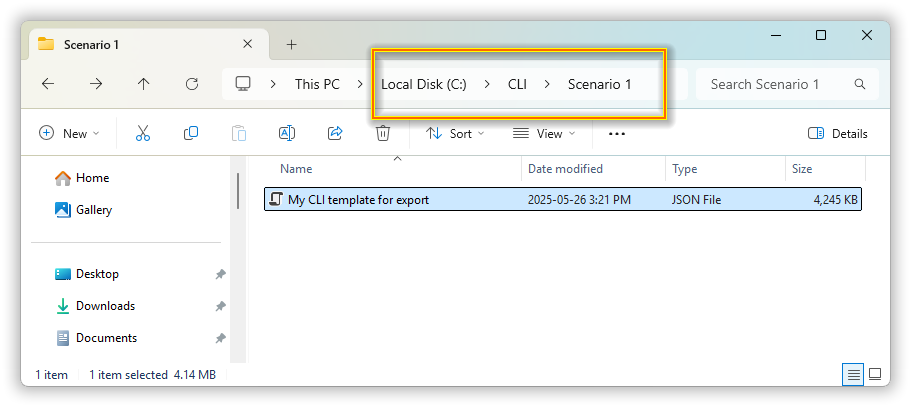 Scenario 1
This PC > Local Disk (C:) > CLI > Scenario 1
Search Scenario 1
New
Sort
View
Details
Name Date modified Type Size
My CLI template for export 2025-05-26 3:21 PM JSON File 4,245 KB
Home
Gallery
Desktop
Downloads
Documents
1 item 1 item selected 4.14 MB